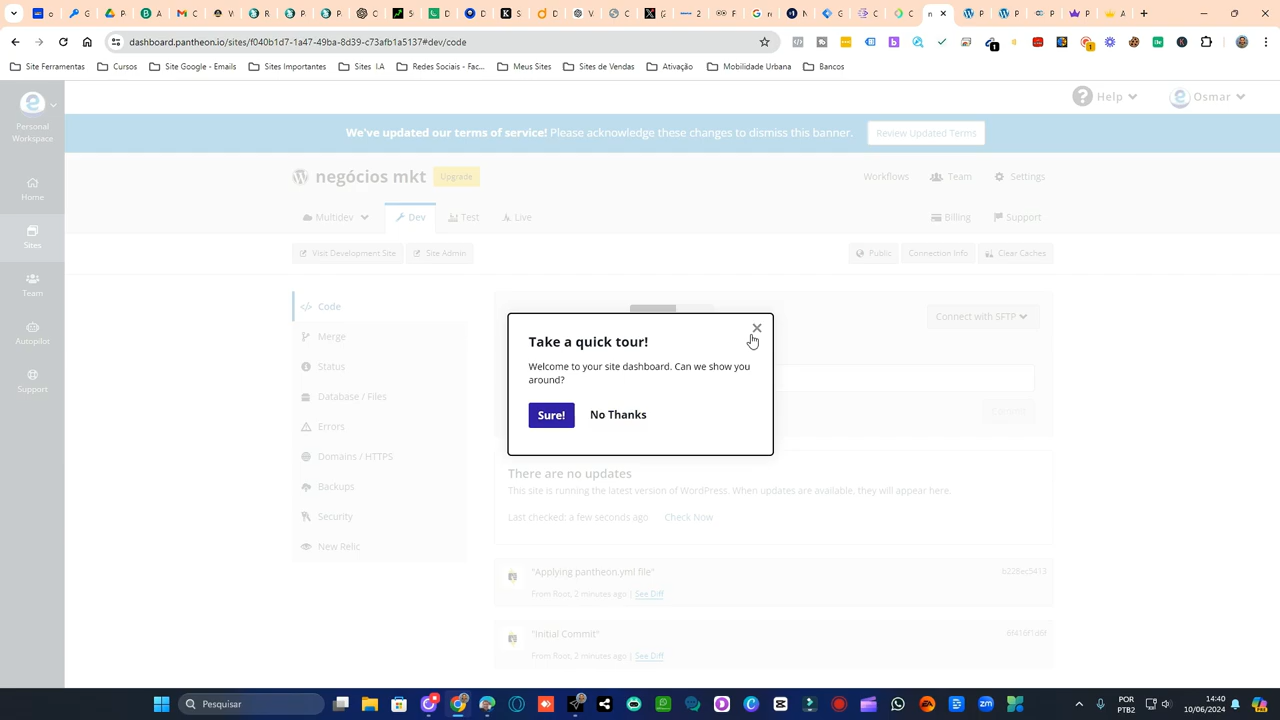 dashboard.pantheon.io/sites/f040b1d7-1a47-49ba-8d39-c73afb1a5137#dev/code
Site Ferramentas
Cursos
Site Google - Emails
Sites Importantes
Sites I.A
Redes Sociais - Fac...
Meus Sites
Sites de Vendas
Ativação
Mobilidade Urbana
Bancos
Personal
Workspace
Help
Osmar
We've updated our terms of service! Please acknowledge these changes to dismiss this banner.
Review Updated Terms
Home
Sites
Team
Autopilot
Support
negócios mkt
Upgrade
Workflows
Team
Settings
Multidev
Dev
Test
Live
Billing
Support
Visit Development Site
Site Admin
Public
Connection Info
Clear Caches
Code
Merge
Status
Database / Files
Errors
Domains / HTTPS
Backups
Security
New Relic
Connect with SFTP
Take a quick tour!
Welcome to your site dashboard. Can we show you
around?
Sure!
No Thanks
Commit
There are no updates
This site is running the latest version of WordPress. When updates are available, they will appear here.
Last checked: a few seconds ago
Check Now
"Applying pantheon.yml file"
b228ec5413
From Root, 2 minutes ago | See Diff
"Initial Commit"
6f416f1d6f
From Root, 2 minutes ago | See Diff
Pesquisar
POR
PTB2
14:40
10/06/2024